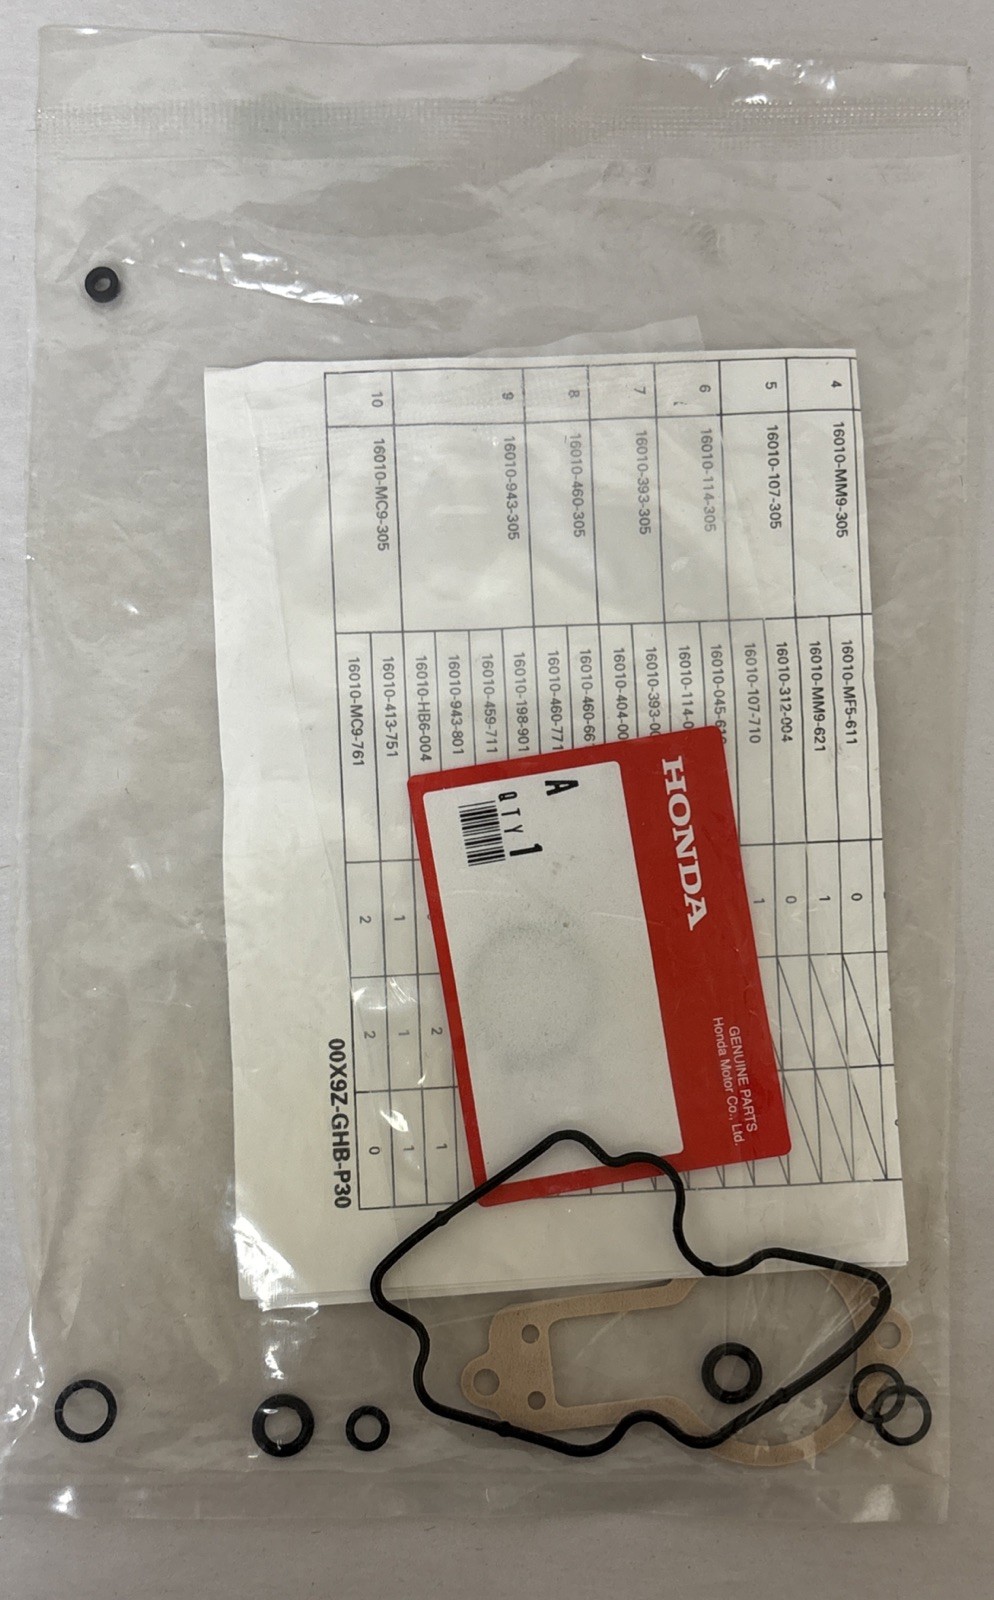 4 16010-MM9-305 16010-MF5-611 0
16010-MM9-621 1
5 16010-107-305 16010-312-004 0
16010-107-710 1
6 16010-114-305
7 16010-393-305
8 16010-460-305
16010-460-771
9 16010-943-305 16010-198-901
16010-459-711
16010-943-801
16010-HB6-004 2 1
10 16010-MC9-305 16010-413-751 1 1 1
16010-MC9-761 2 2 0
00X9Z-GHB-P30
HONDA
GENUINE PARTS
Honda Motor Co., Ltd.
A
QTY 1